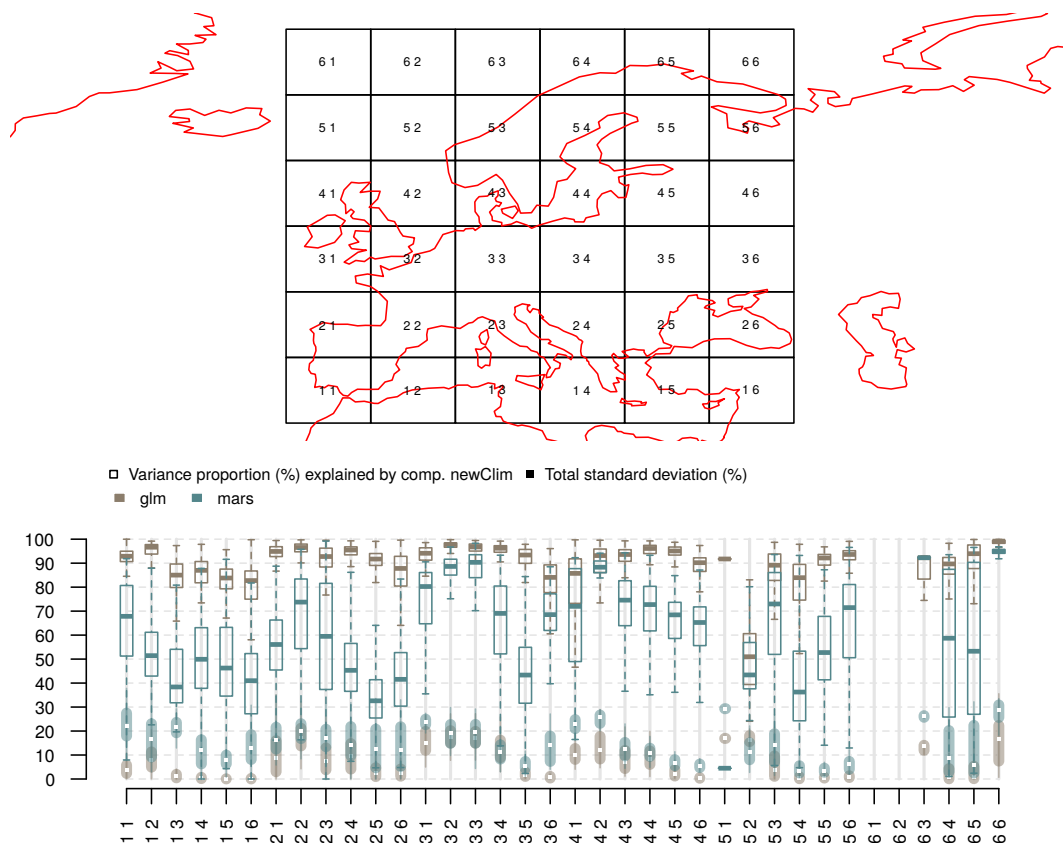 6 1 6 2 6 3 6 4 6 5 6 6
5 1 5 2 5 3 5 4 5 5 5 6
4 1 4 2 4 3 4 4 4 5 4 6
3 1 3 2 3 3 3 4 3 5 3 6
2 1 2 2 2 3 2 4 2 5 2 6
1 1 1 2 1 3 1 4 1 5 1 6
Variance proportion (%) explained by comp. newClim Total standard deviation (%)
glm mars
100
90
80
70
60
50
40
30
20
10
0
1 1 1 2 1 3 1 4 1 5 1 6 2 1 2 2 2 3 2 4 2 5 2 6 3 1 3 2 3 3 3 4 3 5 3 6 4 1 4 2 4 3 4 4 4 5 4 6 5 1 5 2 5 3 5 4 5 5 5 6 6 1 6 2 6 3 6 4 6 5 6 6